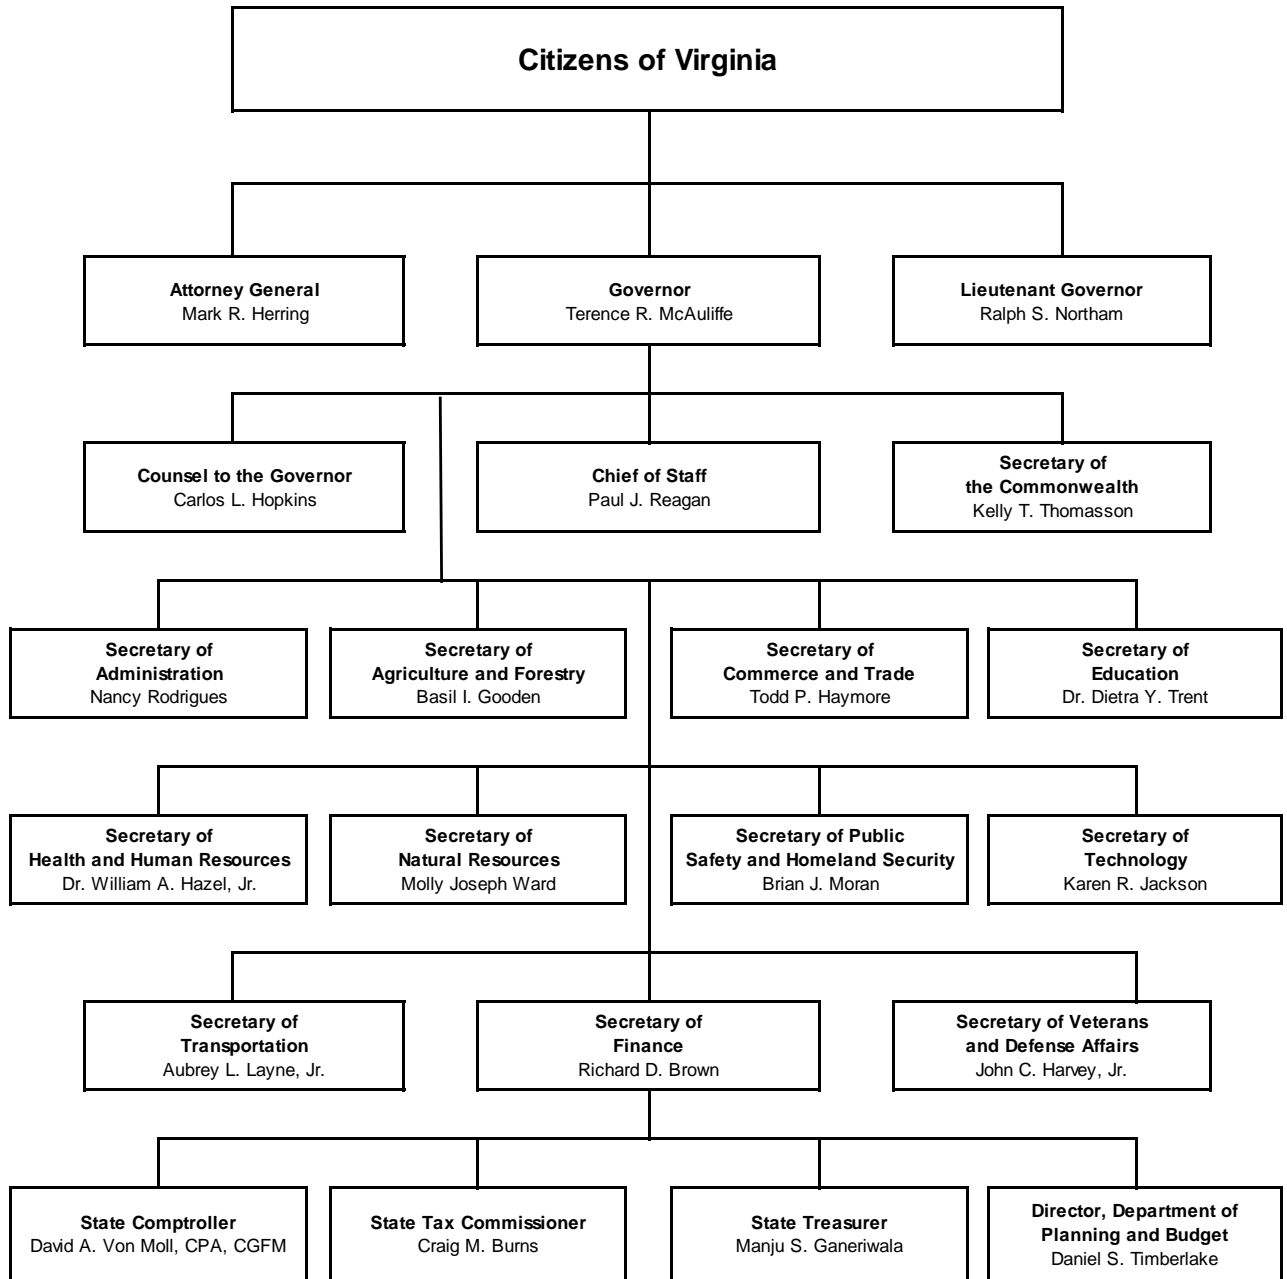 Citizens of Virginia
Attorney General
Mark R. Herring
Governor
Terence R. McAuliffe
Lieutenant Governor
Ralph S. Northam
Counsel to the Governor
Carlos L. Hopkins
Chief of Staff
Paul J. Reagan
Secretary of
the Commonwealth
Kelly T. Thomasson
Secretary of
Administration
Nancy Rodrigues
Secretary of
Agriculture and Forestry
Basil I. Gooden
Secretary of
Commerce and Trade
Todd P. Haymore
Secretary of
Education
Dr. Dietra Y. Trent
Secretary of
Health and Human Resources
Dr. William A. Hazel, Jr.
Secretary of
Natural Resources
Molly Joseph Ward
Secretary of Public
Safety and Homeland Security
Brian J. Moran
Secretary of
Technology
Karen R. Jackson
Secretary of
Transportation
Aubrey L. Layne, Jr.
Secretary of
Finance
Richard D. Brown
Secretary of Veterans
and Defense Affairs
John C. Harvey, Jr.
State Comptroller
David A. Von Moll, CPA, CGFM
State Tax Commissioner
Craig M. Burns
State Treasurer
Manju S. Ganeriwala
Director, Department of
Planning and Budget
Daniel S. Timberlake